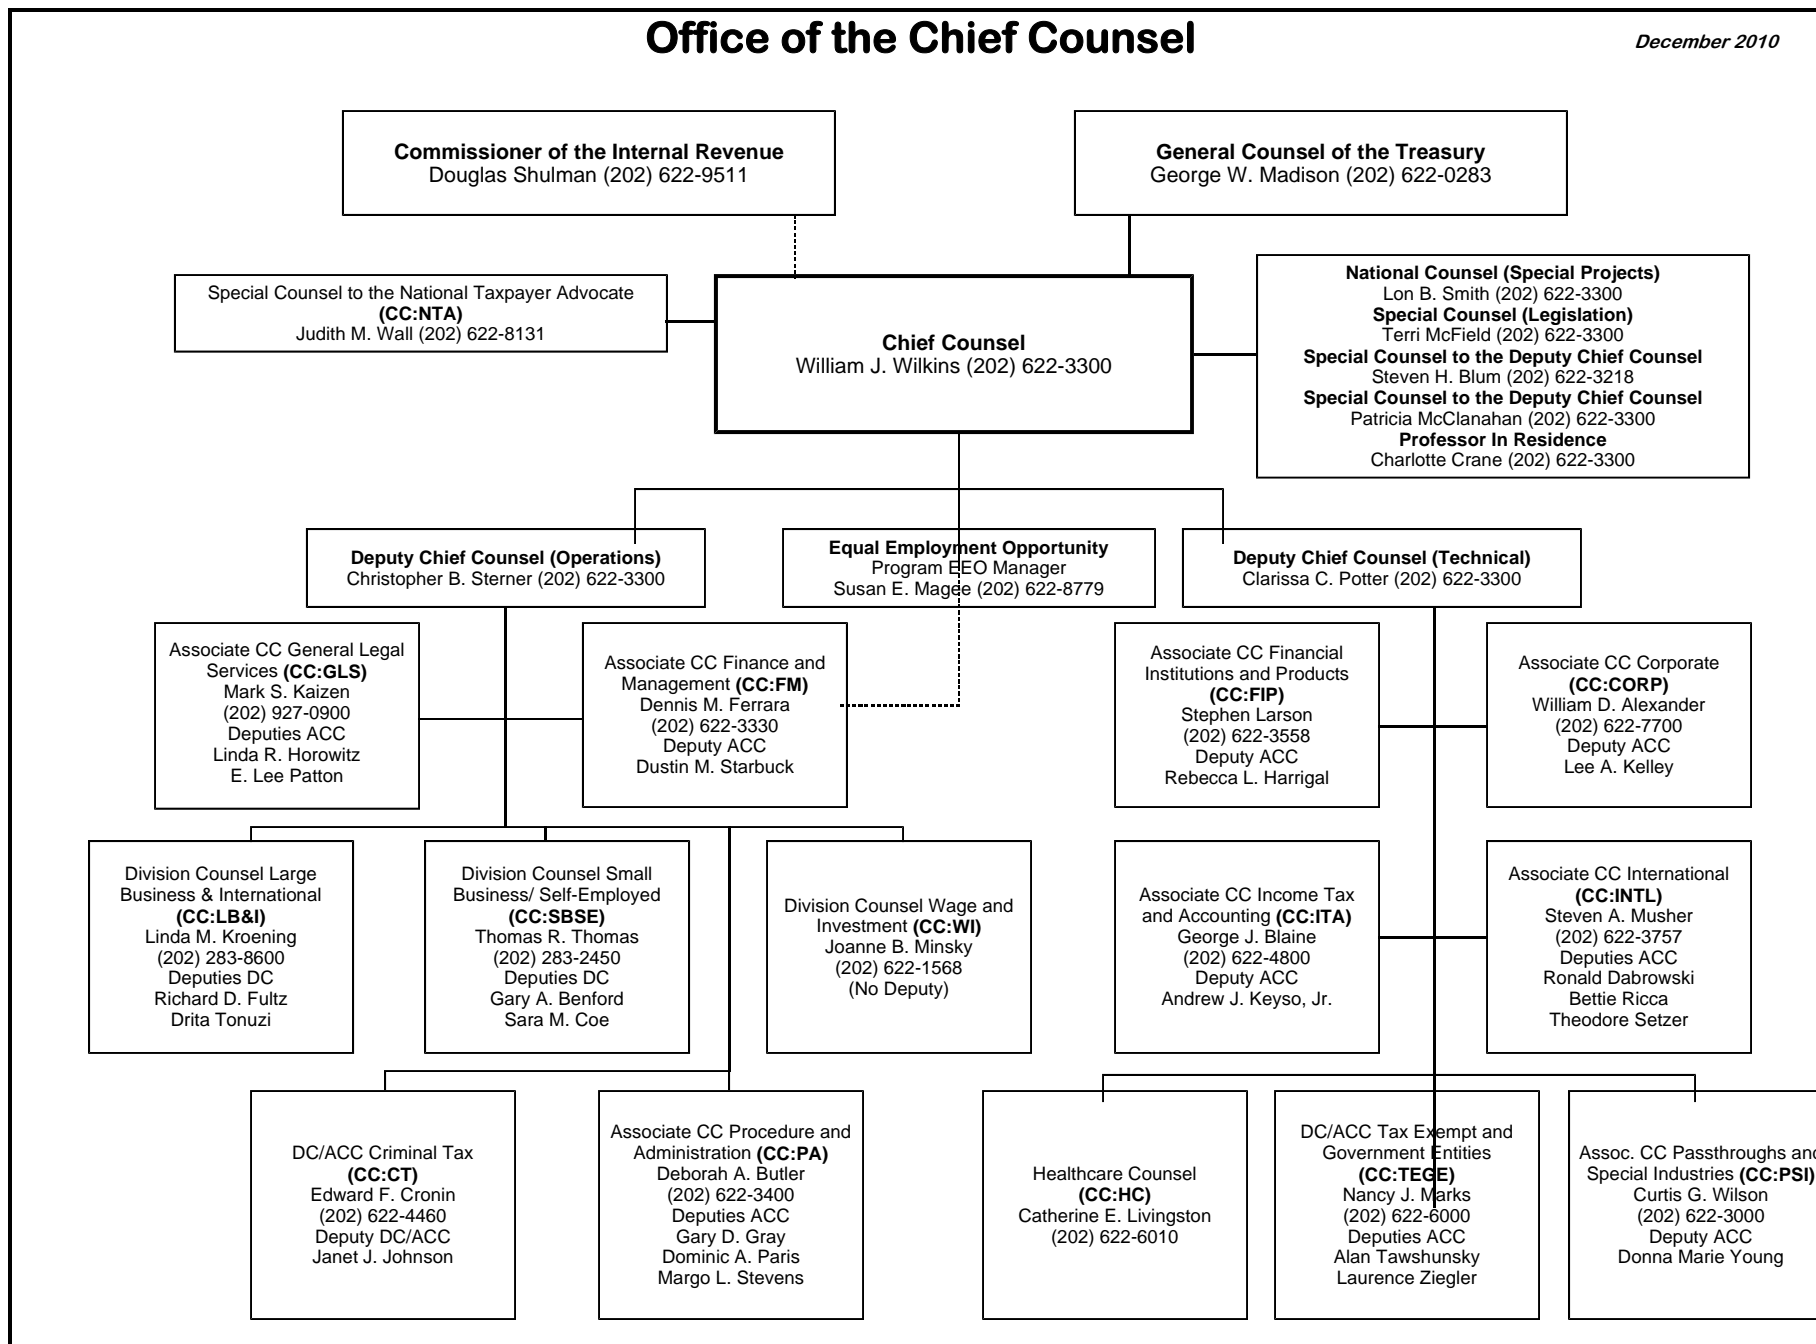 Office of the Chief Counsel
December 2010
Commissioner of the Internal Revenue
Douglas Shulman (202) 622-9511
General Counsel of the Treasury
George W. Madison (202) 622-0283
Special Counsel to the National Taxpayer Advocate
(CC:NTA)
Judith M. Wall (202) 622-8131
Chief Counsel
William J. Wilkins (202) 622-3300
National Counsel (Special Projects)
Lon B. Smith (202) 622-3300
Special Counsel (Legislation)
Terri McField (202) 622-3300
Special Counsel to the Deputy Chief Counsel
Steven H. Blum (202) 622-3218
Special Counsel to the Deputy Chief Counsel
Patricia McClanahan (202) 622-3300
Professor In Residence
Charlotte Crane (202) 622-3300
Deputy Chief Counsel (Operations)
Christopher B. Sterner (202) 622-3300
Equal Employment Opportunity
Program EEO Manager
Susan E. Magee (202) 622-8779
Deputy Chief Counsel (Technical)
Clarissa C. Potter (202) 622-3300
Associate CC General Legal
Services (CC:GLS)
Mark S. Kaizen
(202) 927-0900
Deputies ACC
Linda R. Horowitz
E. Lee Patton
Associate CC Finance and
Management (CC:FM)
Dennis M. Ferrara
(202) 622-3330
Deputy ACC
Dustin M. Starbuck
Associate CC Financial
Institutions and Products
(CC:FIP)
Stephen Larson
(202) 622-3558
Deputy ACC
Rebecca L. Harrigal
Associate CC Corporate
(CC:CORP)
William D. Alexander
(202) 622-7700
Deputy ACC
Lee A. Kelley
Division Counsel Large
Business & International
(CC:LB&I)
Linda M. Kroening
(202) 283-8600
Deputies DC
Richard D. Fultz
Drita Tonuzi
Division Counsel Small
Business/ Self-Employed
(CC:SBSE)
Thomas R. Thomas
(202) 283-2450
Deputies DC
Gary A. Benford
Sara M. Coe
Division Counsel Wage and
Investment (CC:WI)
Joanne B. Minsky
(202) 622-1568
(No Deputy)
Associate CC Income Tax
and Accounting (CC:ITA)
George J. Blaine
(202) 622-4800
Deputy ACC
Andrew J. Keyso, Jr.
Associate CC International
(CC:INTL)
Steven A. Musher
(202) 622-3757
Deputies ACC
Ronald Dabrowski
Bettie Ricca
Theodore Setzer
DC/ACC Criminal Tax
(CC:CT)
Edward F. Cronin
(202) 622-4460
Deputy DC/ACC
Janet J. Johnson
Associate CC Procedure and
Administration (CC:PA)
Deborah A. Butler
(202) 622-3400
Deputies ACC
Gary D. Gray
Dominic A. Paris
Margo L. Stevens
Healthcare Counsel
(CC:HC)
Catherine E. Livingston
(202) 622-6010
DC/ACC Tax Exempt and
Government Entities
(CC:TEGE)
Nancy J. Marks
(202) 622-6000
Deputies ACC
Alan Tawshunsky
Laurence Ziegler
Assoc. CC Passthroughs and
Special Industries (CC:PSI)
Curtis G. Wilson
(202) 622-3000
Deputy ACC
Donna Marie Young